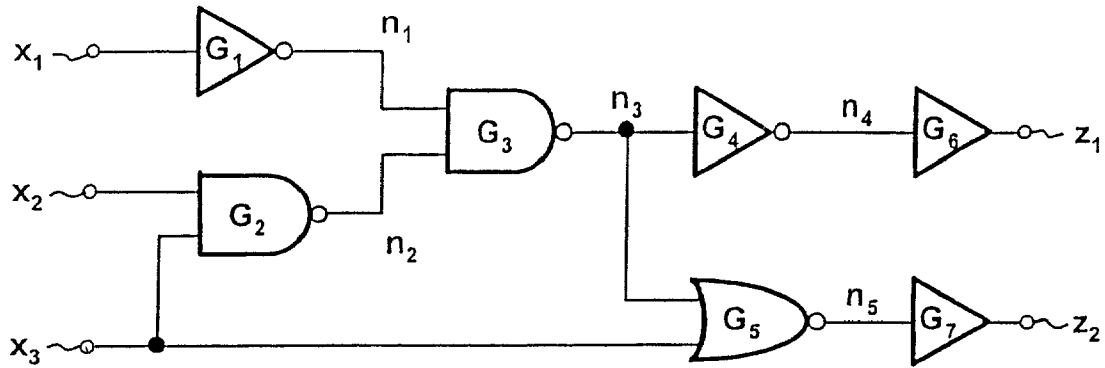 x₁
G₁
n₁
G₃
n₃
G₄
n₄
G₆
z₁
x₂
G₂
n₂
x₃
G₅
n₅
G₇
z₂